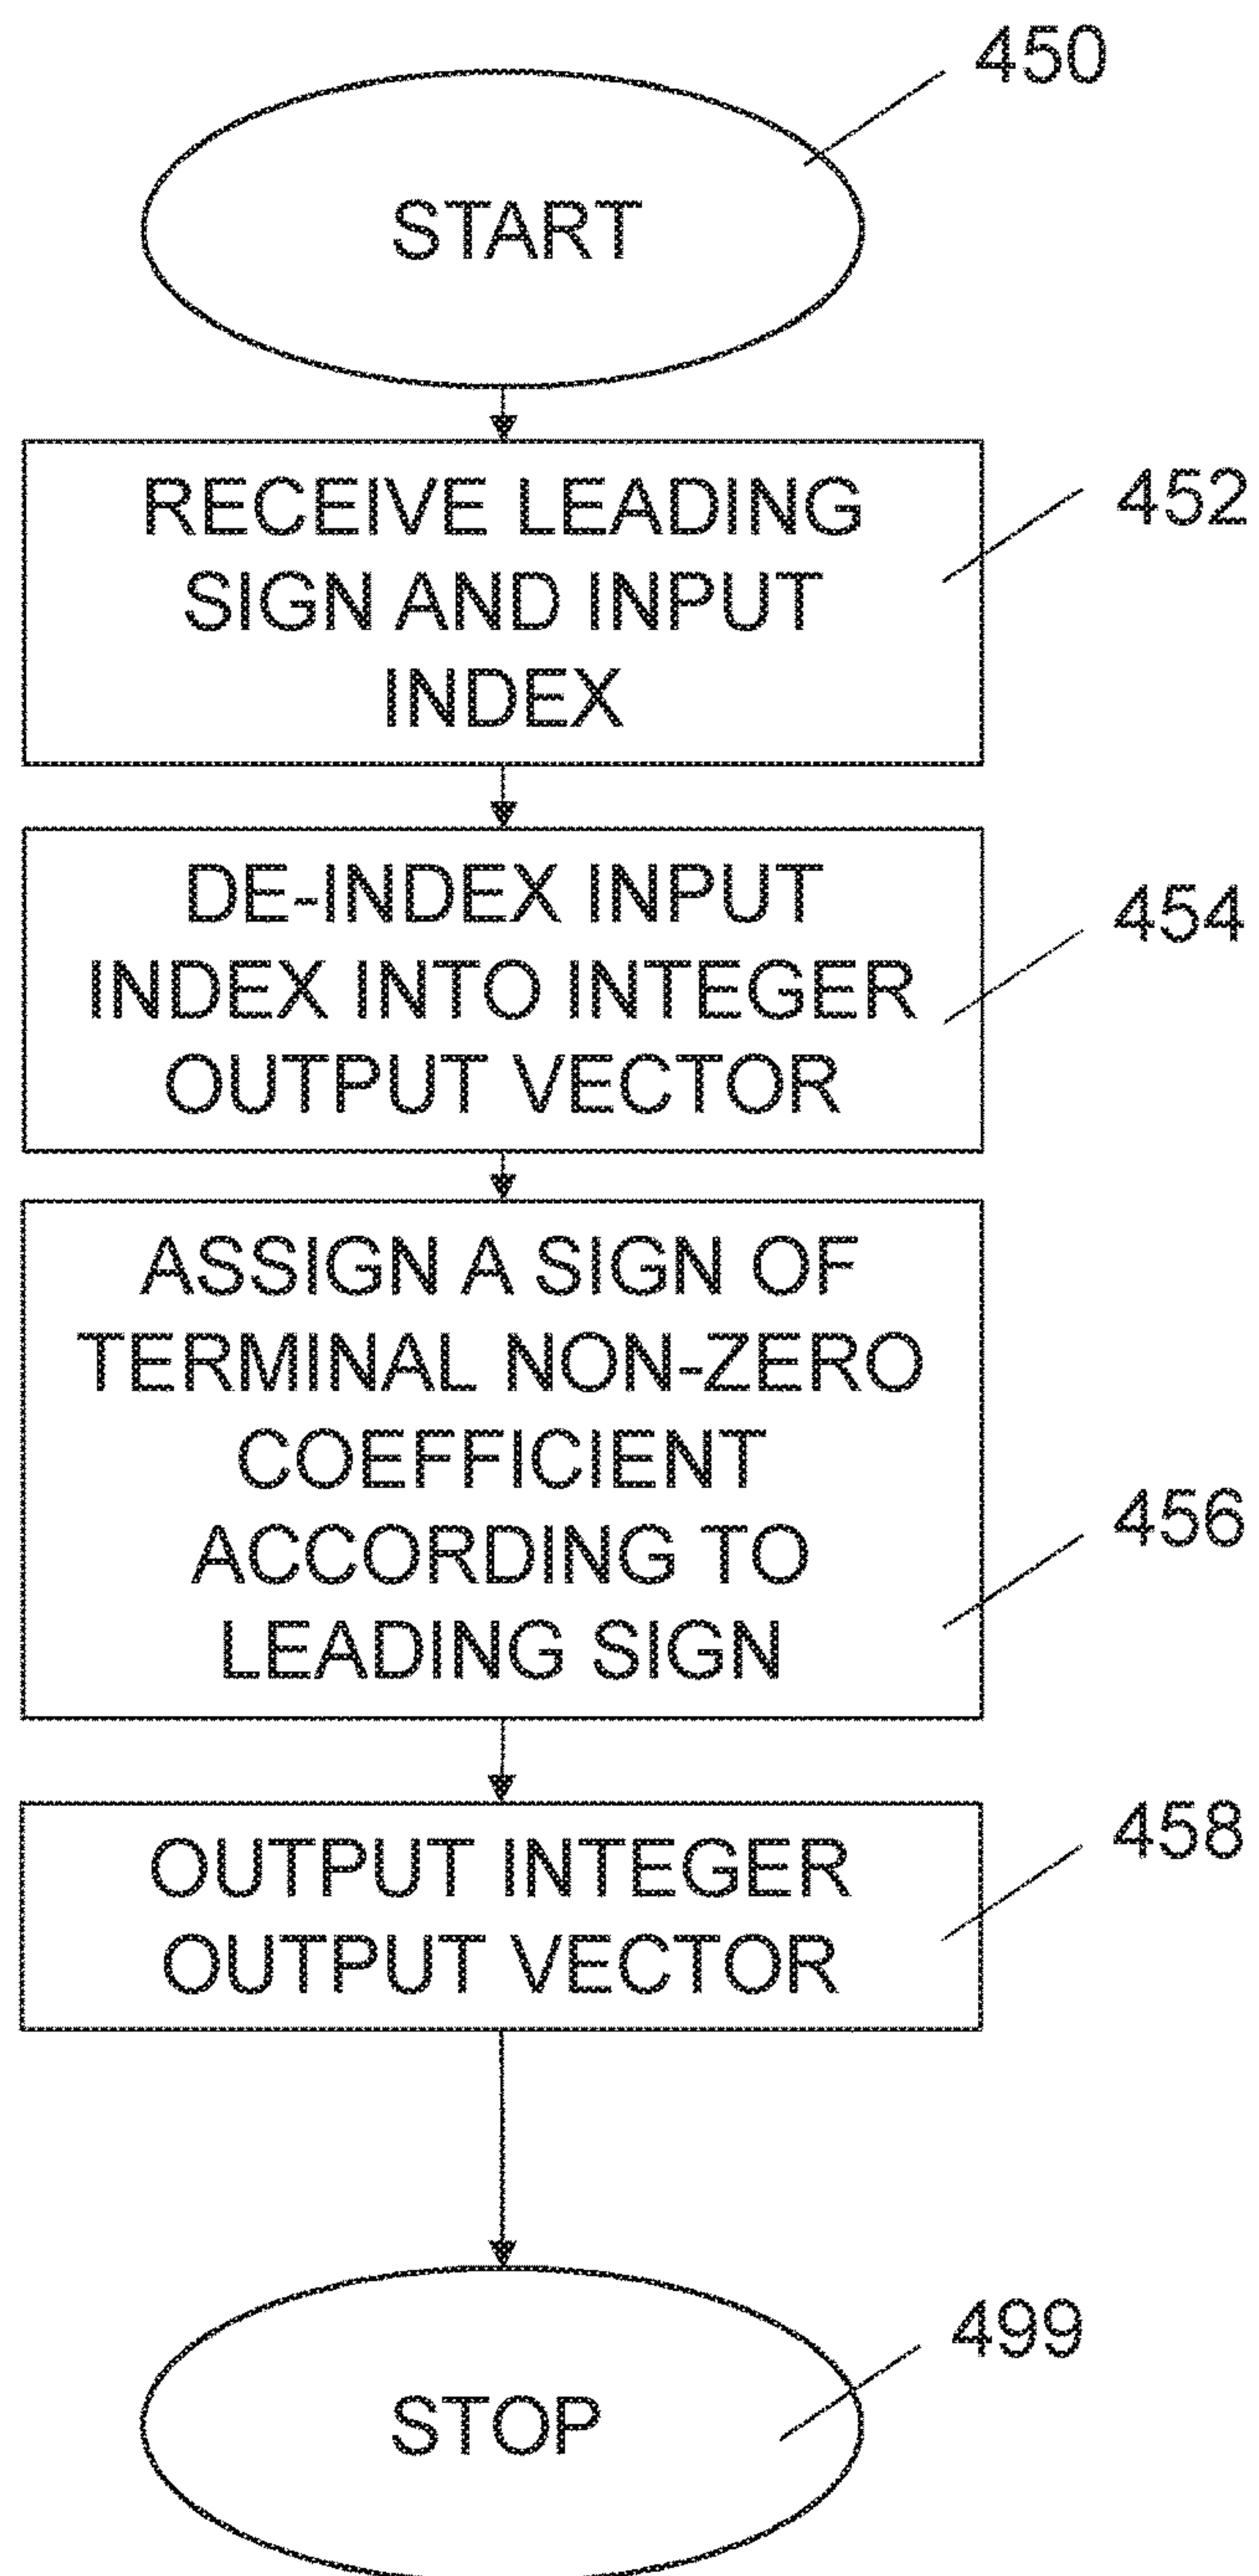 450
START
RECEIVE LEADING
SIGN AND INPUT
INDEX
452
DE-INDEX INPUT
INDEX INTO INTEGER
OUTPUT VECTOR
454
ASSIGN A SIGN OF
TERMINAL NON-ZERO
COEFFICIENT
ACCORDING TO
LEADING SIGN
456
OUTPUT INTEGER
OUTPUT VECTOR
458
499
STOP